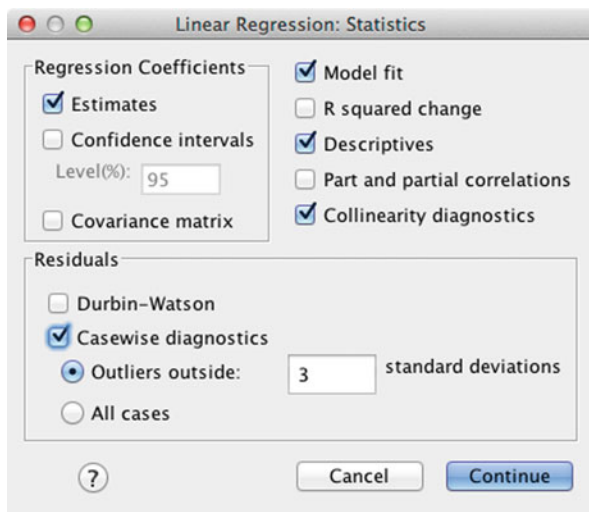 Linear Regression: Statistics
Regression Coefficients
Estimates
Confidence intervals
Level(%): 95
Covariance matrix
Model fit
R squared change
Descriptives
Part and partial correlations
Collinearity diagnostics
Residuals
Durbin-Watson
Casewise diagnostics
Outliers outside: 3 standard deviations
All cases
? Cancel Continue